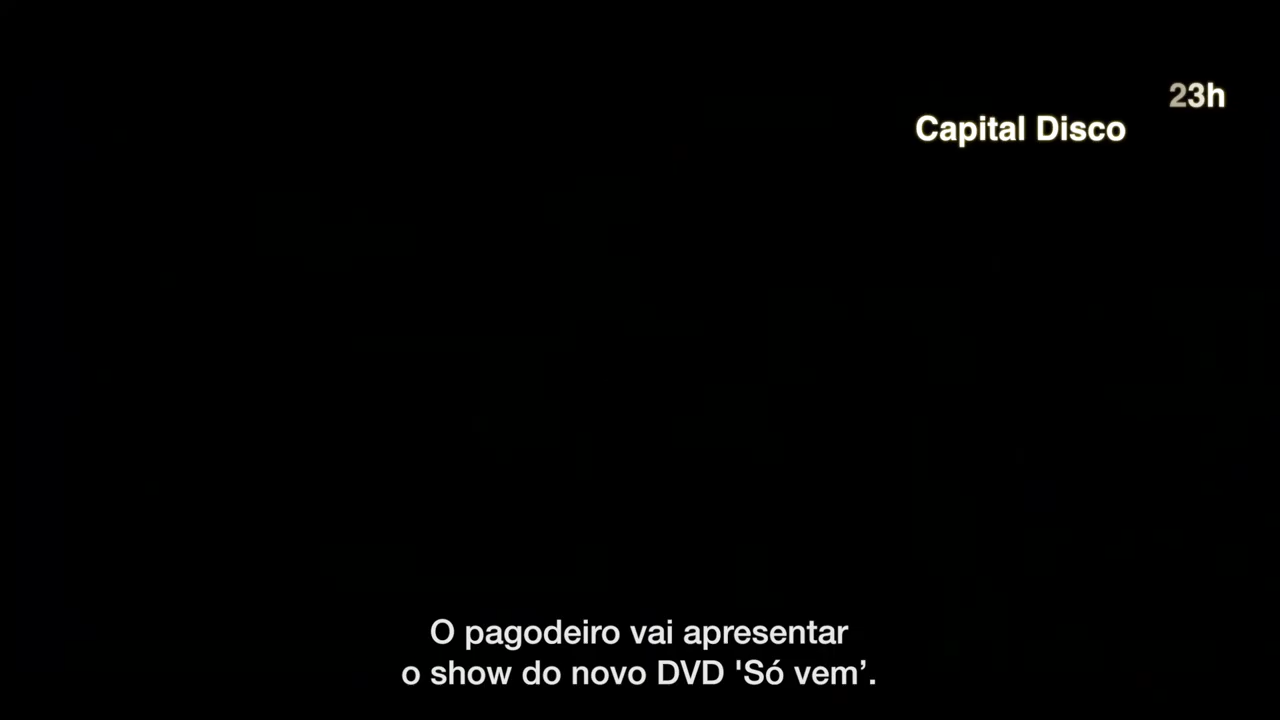 23h
Capital Disco
O pagodeiro vai apresentar
o show do novo DVD 'Só vem’.